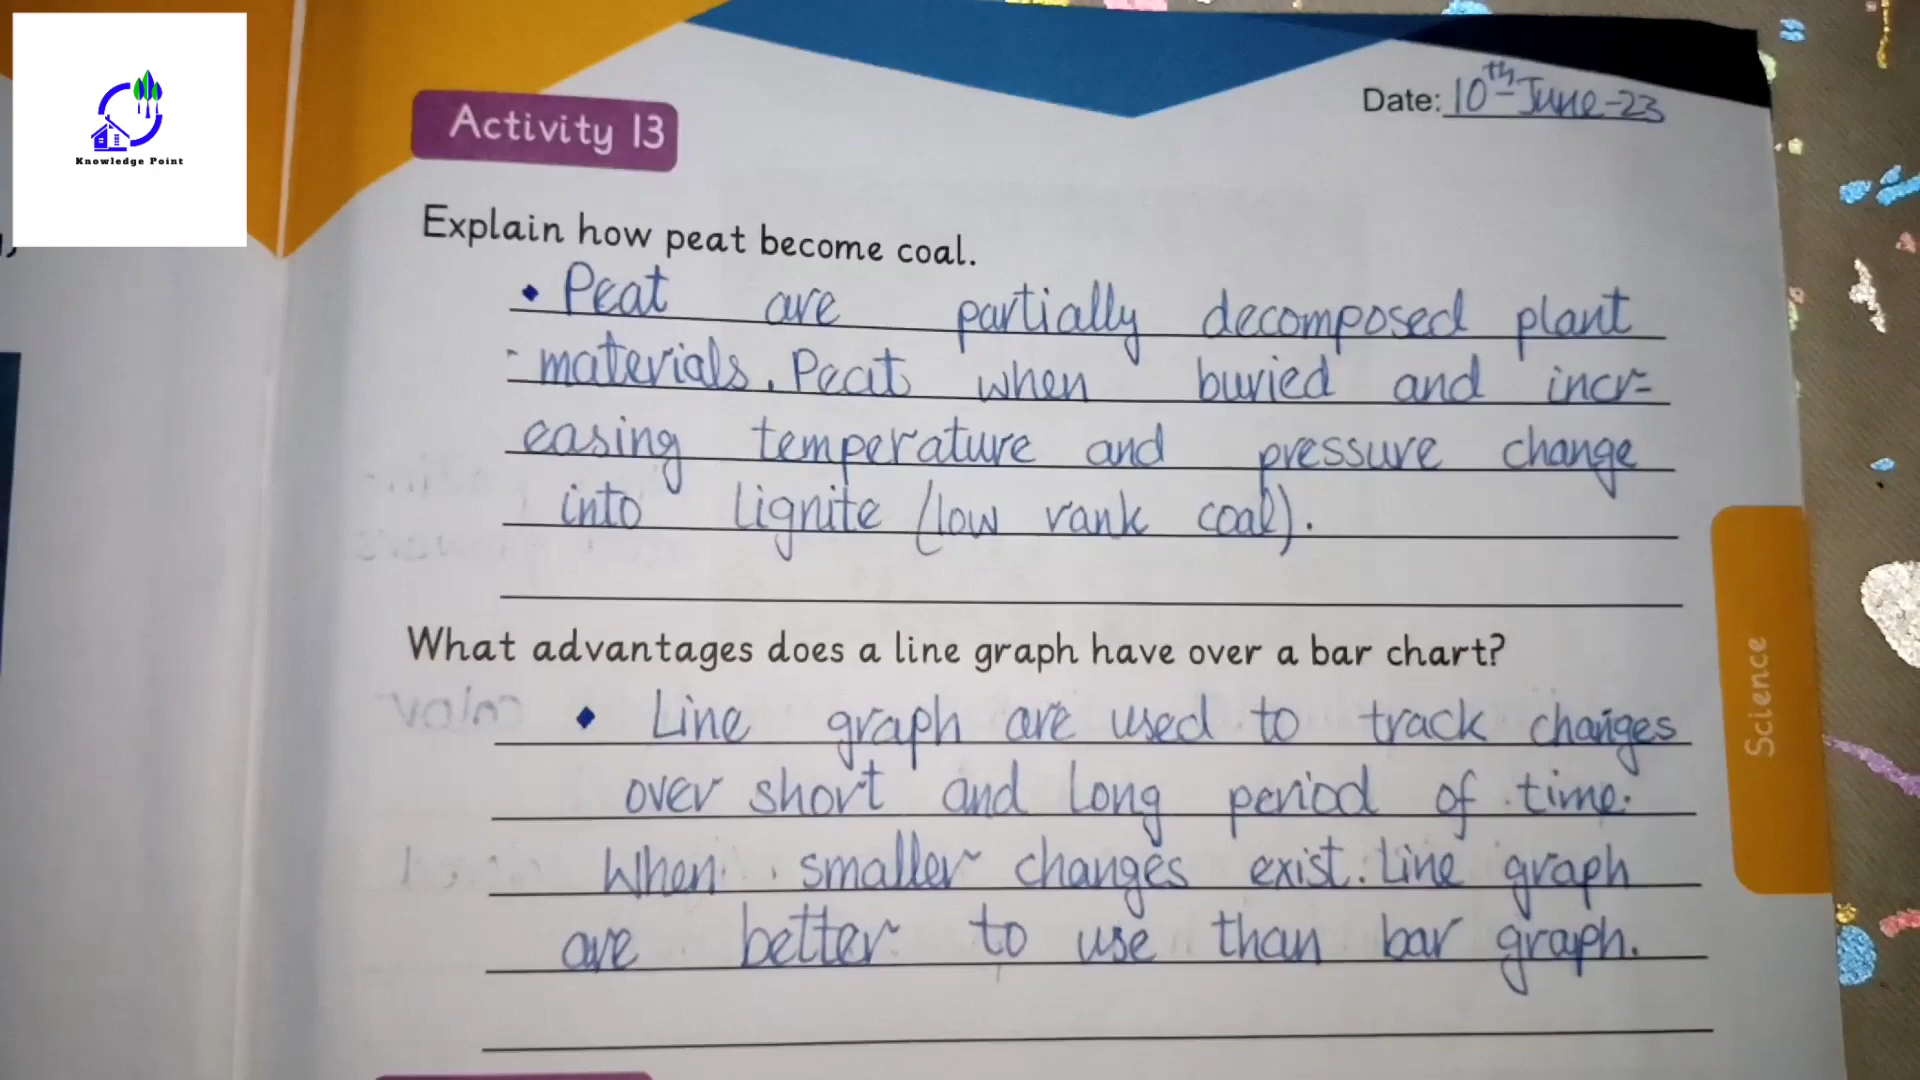 Knowledge Point
Activity 13
Date: 10th-June-23
Explain how peat become coal.
• Peat are partially decomposed plant
materials. Peat when buried and incr=
easing temperature and pressure change
into Lignite (low rank coal).
What advantages does a line graph have over a bar chart?
• Line graph are used to track changes
over short and long period of time.
When smaller changes exist. Line graph
are better to use than bar graph.
Science